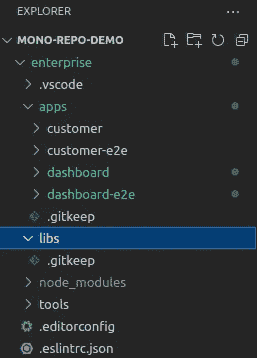 EXPLORER
MONO-REPO-DEMO
enterprise
.vscode
apps
customer
customer-e2e
dashboard
dashboard-e2e
.gitkeep
libs
.gitkeep
node_modules
tools
.editorconfig
.eslintrc.json